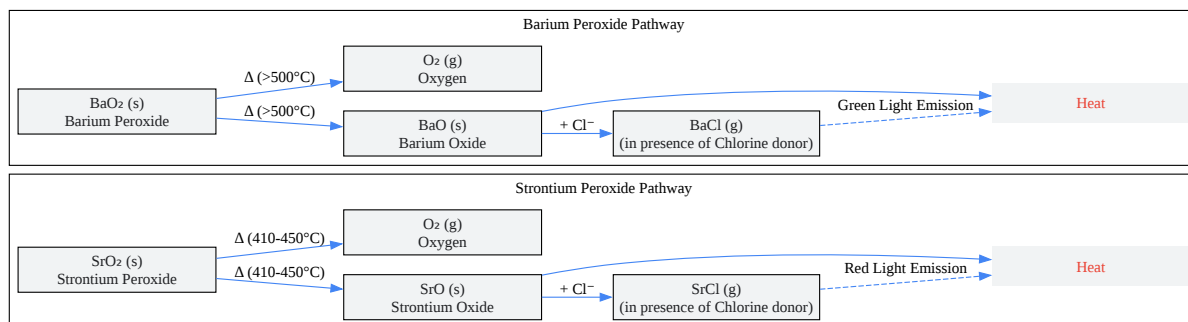 Barium Peroxide Pathway
O₂ (g)
Oxygen
Δ (>500°C)
BaO₂ (s)
Barium Peroxide
Δ (>500°C)
BaO (s)
Barium Oxide
+ Cl⁻
BaCl (g)
(in presence of Chlorine donor)
Green Light Emission
Heat
Strontium Peroxide Pathway
O₂ (g)
Oxygen
Δ (410-450°C)
SrO₂ (s)
Strontium Peroxide
Δ (410-450°C)
SrO (s)
Strontium Oxide
+ Cl⁻
SrCl (g)
(in presence of Chlorine donor)
Red Light Emission
Heat